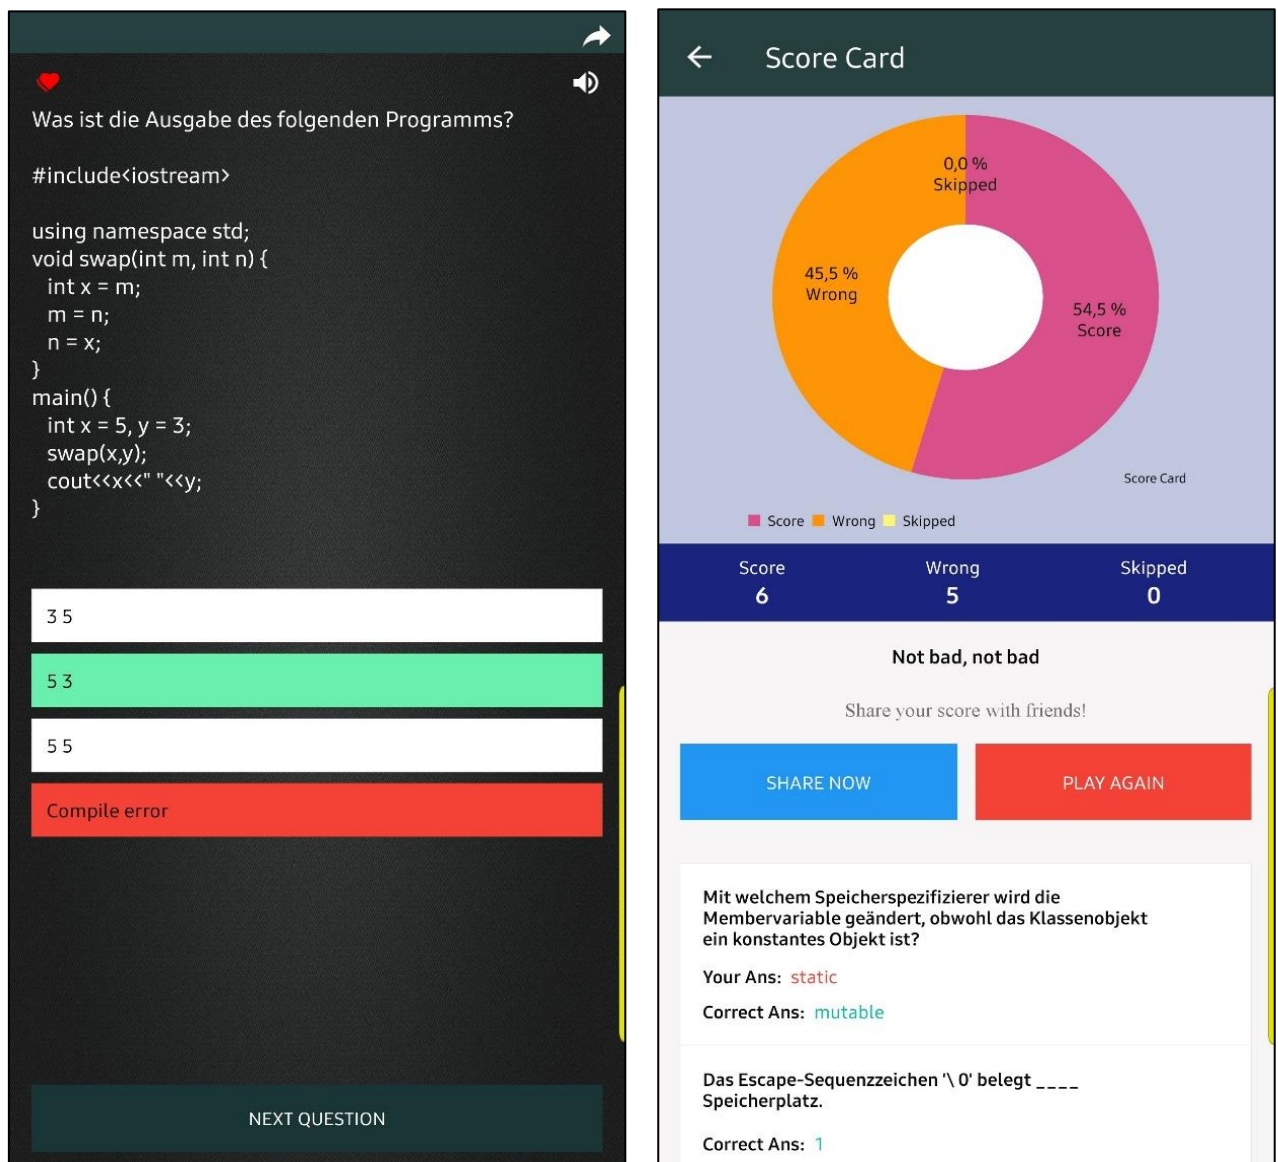 Was ist die Ausgabe des folgenden Programms?
#include<iostream>
using namespace std;
void swap(int m, int n) {
int x = m;
m = n;
n = x;
}
main() {
int x = 5, y = 3;
swap(x,y);
cout<<x<<" "<<y;
}
3 5
5 3
5 5
Compile error
NEXT QUESTION
Score Card
0,0 %
Skipped
45,5 %
Wrong
54,5 %
Score
Score Card
Score Wrong Skipped
Score Wrong Skipped
6 5 0
Not bad, not bad
Share your score with friends!
SHARE NOW PLAY AGAIN
Mit welchem Speicherspezifizierer wird die
Membervariable geändert, obwohl das Klassenobjekt
ein konstantes Objekt ist?
Your Ans: static
Correct Ans: mutable
Das Escape-Sequenzzeichen '\ 0' belegt ____
Speicherplatz.
Correct Ans: 1